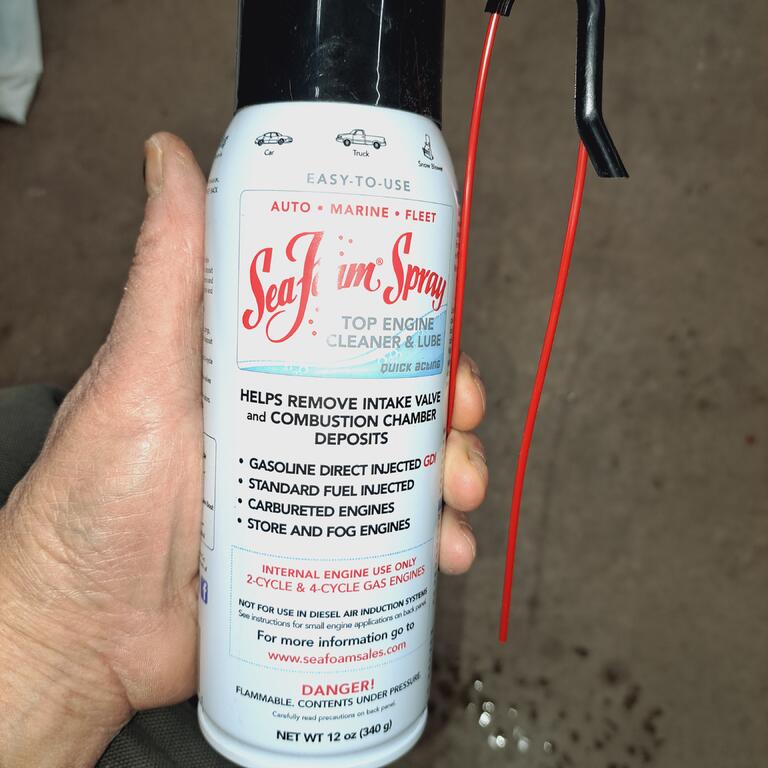 Car
Truck
Snow Blower
EASY-TO-USE
AUTO • MARINE • FLEET
Sea Foam® Spray
TOP ENGINE
CLEANER & LUBE
QUICK ACTING
HELPS REMOVE INTAKE VALVE
and COMBUSTION CHAMBER
DEPOSITS
• GASOLINE DIRECT INJECTED GDI
• STANDARD FUEL INJECTED
• CARBURETED ENGINES
• STORE AND FOG ENGINES
INTERNAL ENGINE USE ONLY
2-CYCLE & 4-CYCLE GAS ENGINES
NOT FOR USE IN DIESEL AIR INDUCTION SYSTEMS
See instructions for small engine applications on back panel.
For more information go to
www.seafoamsales.com
DANGER!
FLAMMABLE. CONTENTS UNDER PRESSURE.
Carefully read precautions on back panel.
NET WT 12 oz (340 g)